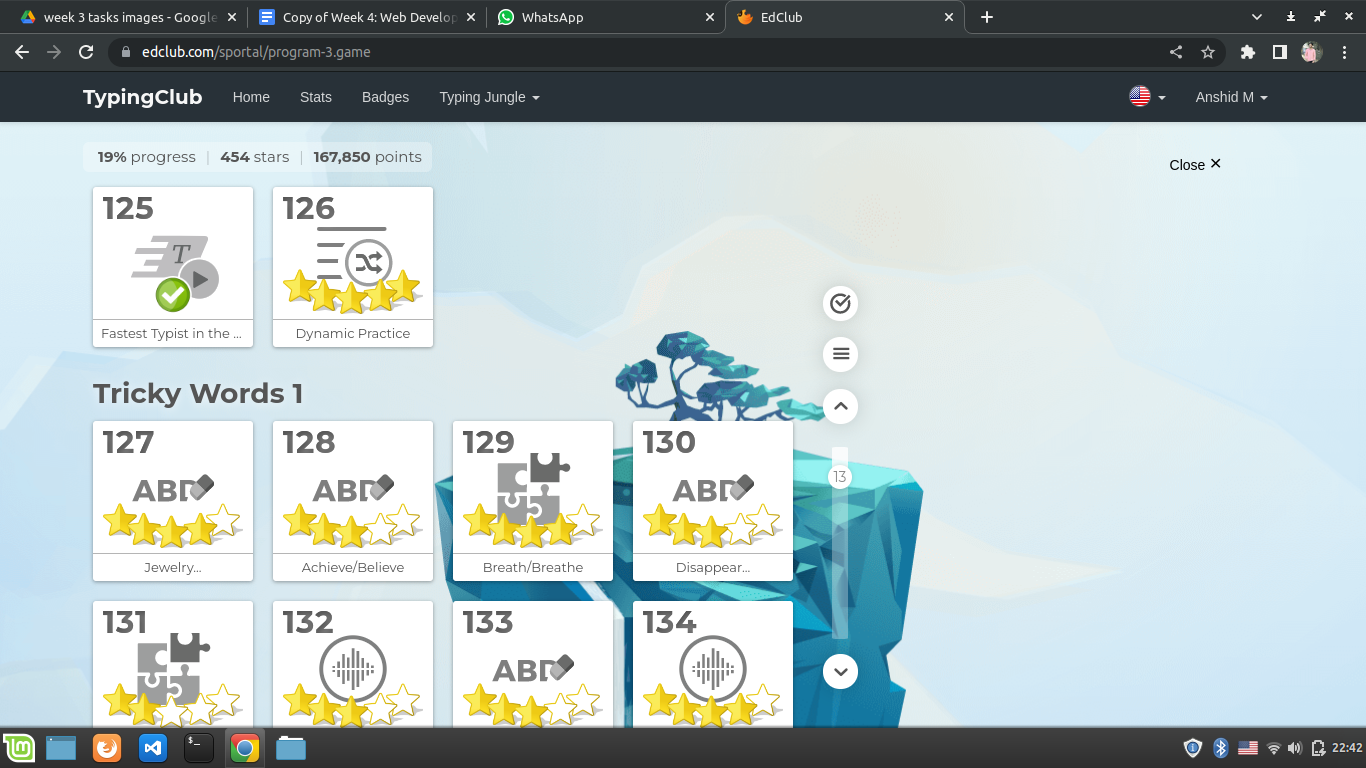 week 3 tasks images - Google
Copy of Week 4: Web Develop
WhatsApp
EdClub
edclub.com/sportal/program-3.game
TypingClub
Home
Stats
Badges
Typing Jungle
Anshid M
19% progress | 454 stars | 167,850 points
Close ✕
125
T
Fastest Typist in the ...
126
Dynamic Practice
Tricky Words 1
127
ABD
Jewelry...
128
ABD
Achieve/Believe
129
Breath/Breathe
130
ABD
Disappear...
13
131
132
133
ABD
134
22:42